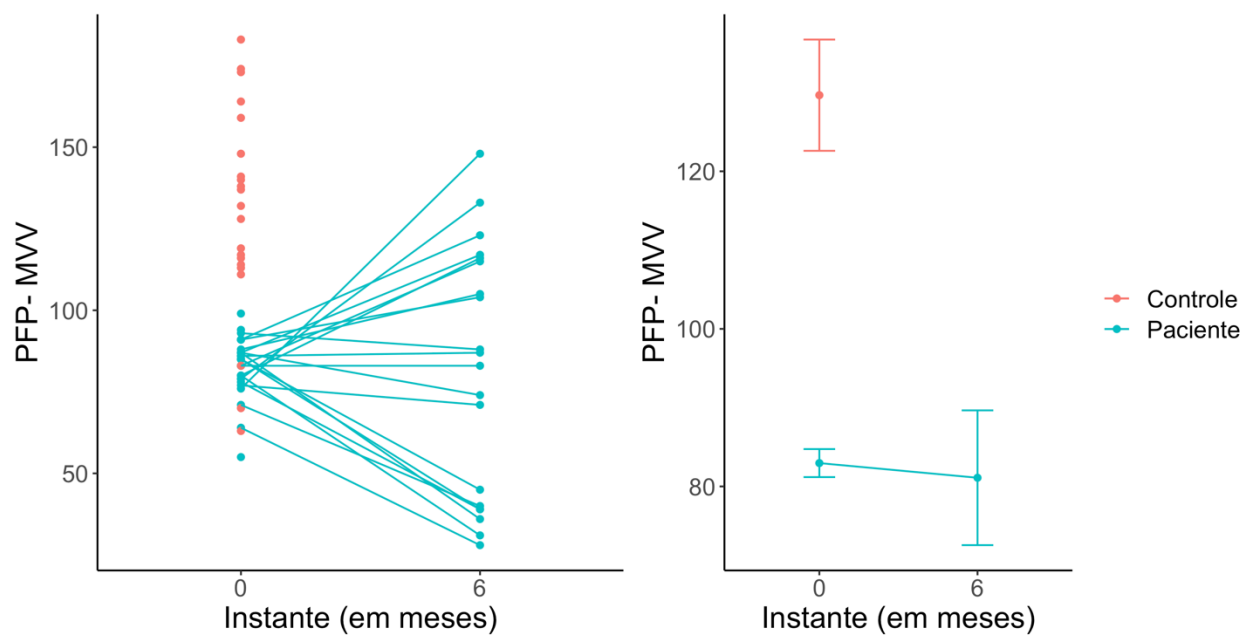 PFP- MVV
150
100
50
0
6
Instante (em meses)
PFP- MVV
120
100
80
0
6
Instante (em meses)
Controle
Paciente